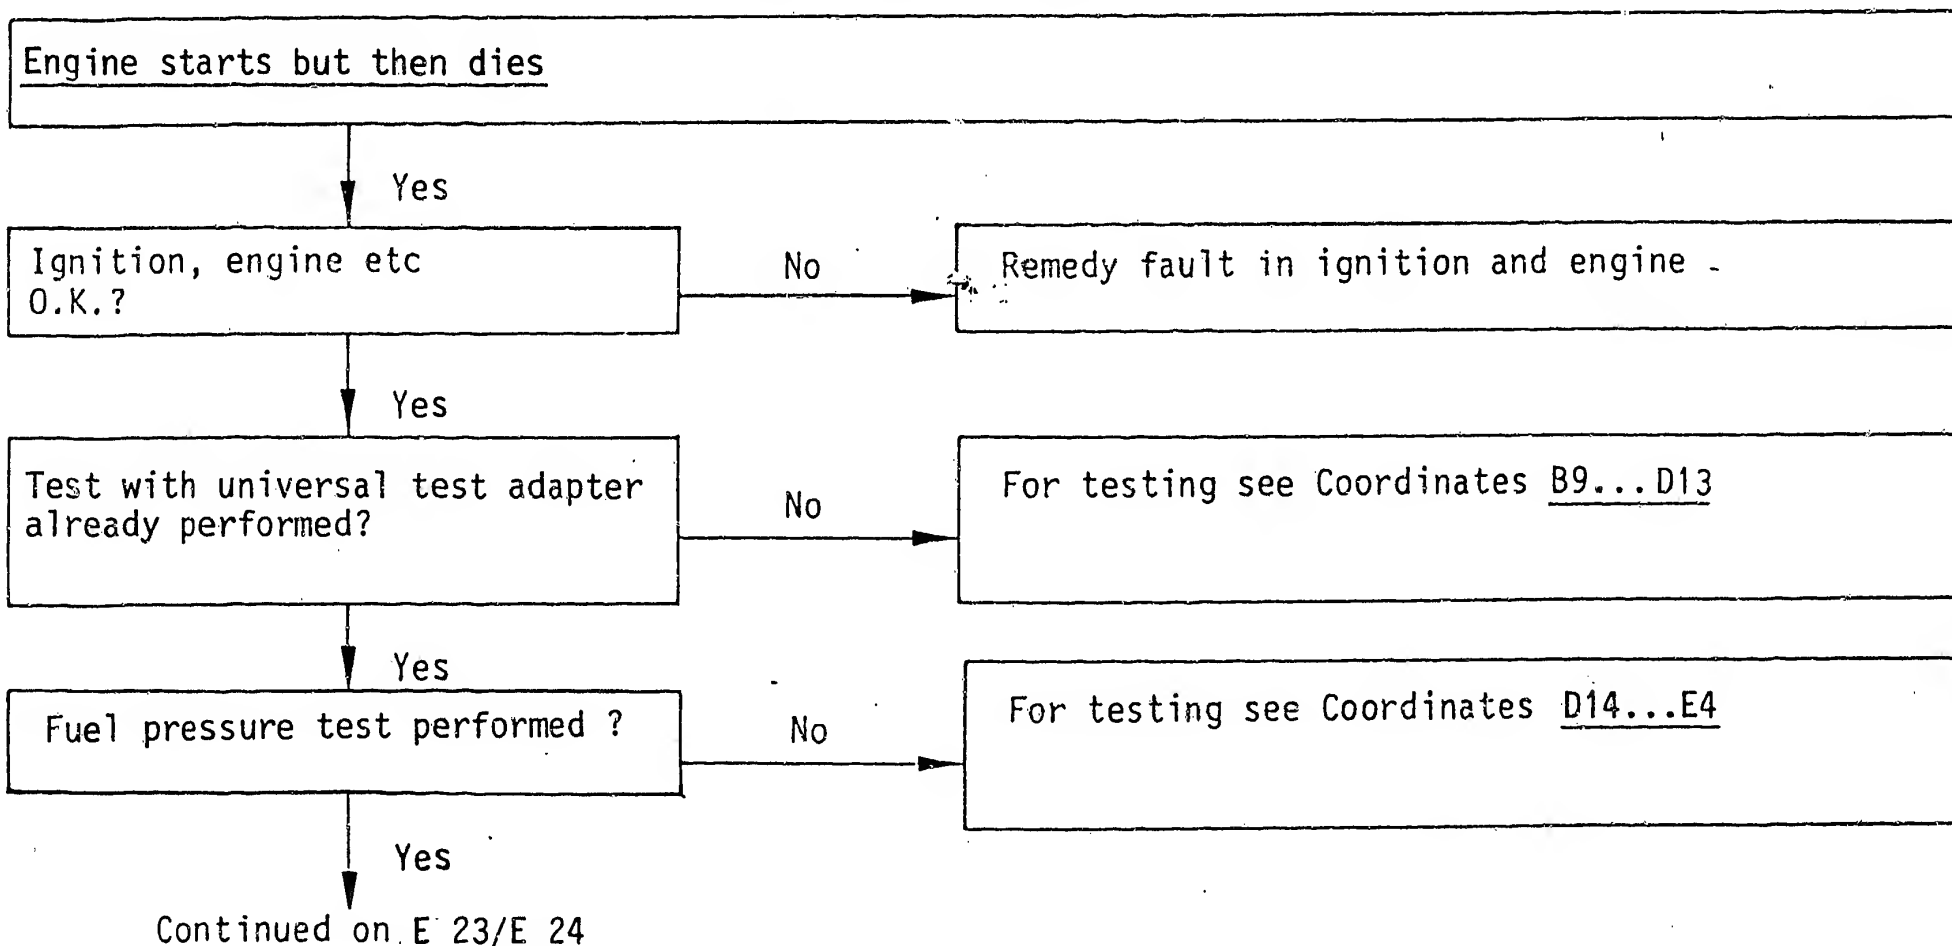 Engine starts but then dies
Yes
Ignition, engine etc
O.K.?
No
Remedy fault in ignition and engine
Yes
Test with universal test adapter
already performed?
No
For testing see Coordinates B9...D13
Yes
Fuel pressure test performed ?
No
For testing see Coordinates D14...E4
Yes
Continued on E 23/E 24